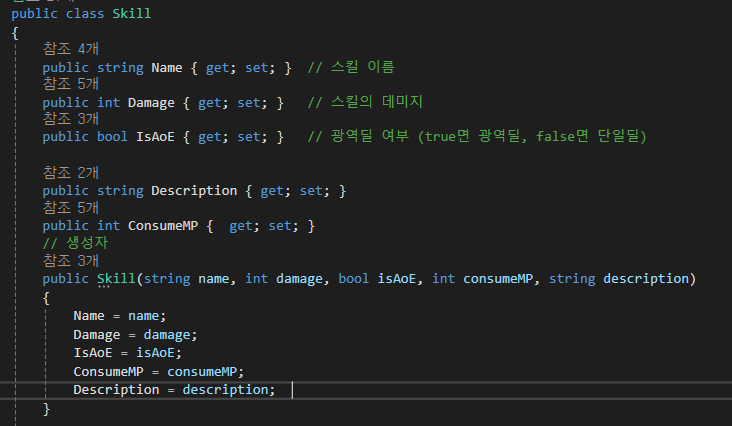 public class Skill
{
참조 4개
public string Name { get; set; }  // 스킬 이름
참조 5개
public int Damage { get; set; }   // 스킬의 데미지
참조 3개
public bool IsAoE { get; set; }   // 광역딜 여부 (true면 광역딜, false면 단일딜)
참조 2개
public string Description { get; set; }
참조 5개
public int ConsumeMP {  get; set; }
// 생성자
참조 3개
public Skill(string name, int damage, bool isAoE, int consumeMP, string description)
{
Name = name;
Damage = damage;
IsAoE = isAoE;
ConsumeMP = consumeMP;
Description = description;
}